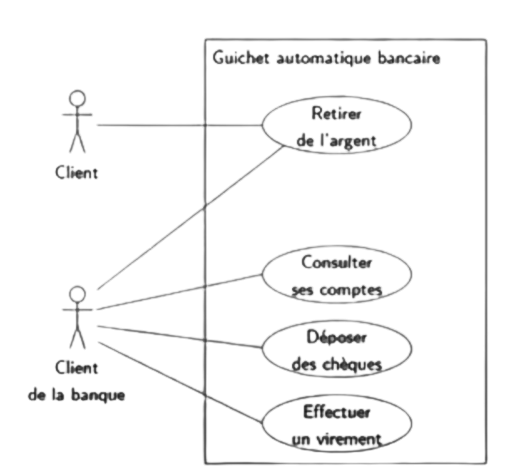 Guichet automatique bancaire
Retirer
de l'argent
Client
Consulter
ses comptes
Déposer
des chèques
Client
de la banque
Effectuer
un virement